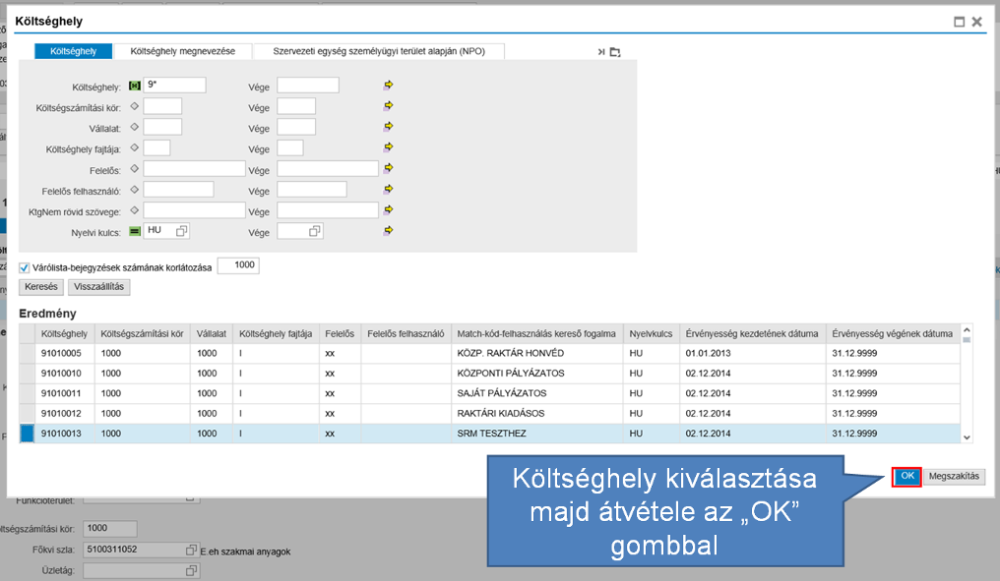 Költséghely
Költséghely Költséghely megnevezése Szervezeti egység személyügyi terület alapján (NPO)
Költséghely: 9* Vége
Költségszámítási kör: Vége
Vállalat: Vége
Költséghely fajtája: Vége
Felelős: Vége
Felelős felhasználó: Vége
KtgNem rövid szövege: Vége
Nyelvi kulcs: HU Vége
Várólista-bejegyzések számának korlátozása 1000
Keresés Visszaállítás
Eredmény
Költséghely Költségszámítási kör Vállalat Költséghely fajtája Felelős Felelős felhasználó Match-kód-felhasználás kereső fogalma Nyelvkulcs Érvényesség kezdetének dátuma Érvényesség végének dátuma
91010005 1000 1000 I xx KÖZP. RAKTÁR HONVÉD HU 01.01.2013 31.12.9999
91010010 1000 1000 I xx KÖZPONTI PÁLYÁZATOS HU 02.12.2014 31.12.9999
91010011 1000 1000 I xx SAJÁT PÁLYÁZATOS HU 02.12.2014 31.12.9999
91010012 1000 1000 I xx RAKTÁRI KIADÁSOS HU 02.12.2014 31.12.9999
91010013 1000 1000 I xx SRM TESZTHEZ HU 02.12.2014 31.12.9999
OK Megszakítás
Költséghely kiválasztása
majd átvétele az „OK”
gombbal
Funkcióterület:
ltségszámítási kör: 1000
Főkvi szla: 5100311052 E.eh szakmai anyagok
Üzletág: